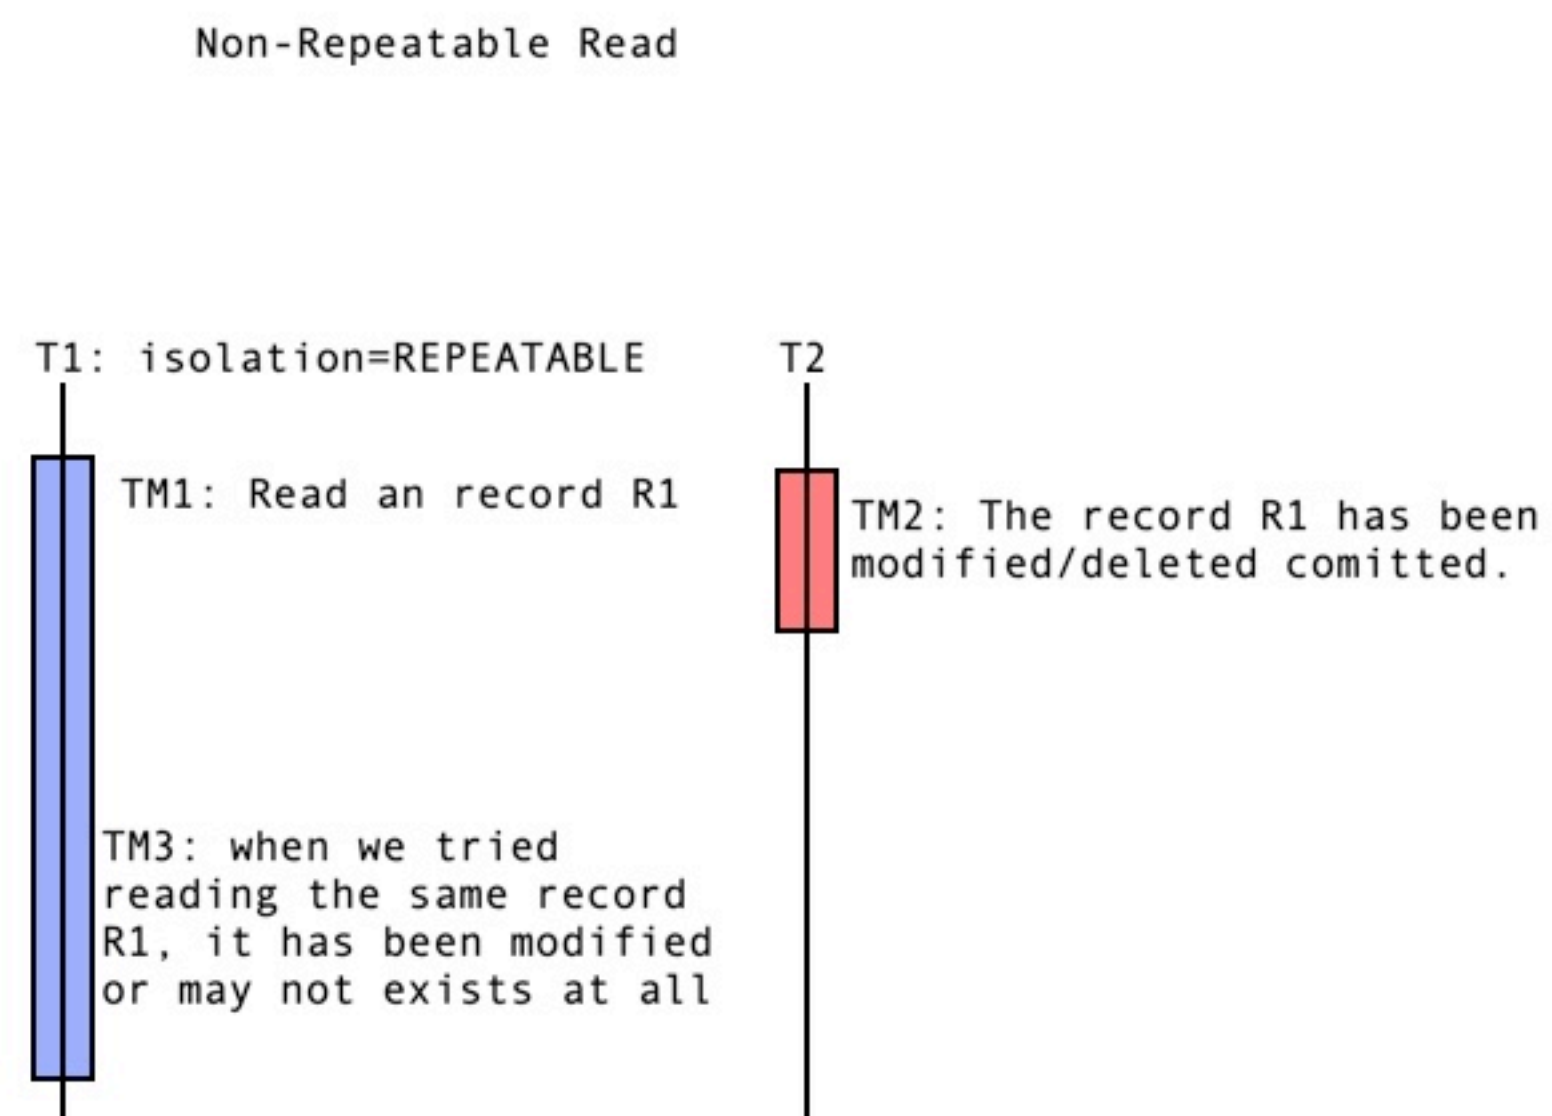 Non-Repeatable Read
T1: isolation=REPEATABLE
T2
TM1: Read an record R1
TM2: The record R1 has been
modified/deleted comitted.
TM3: when we tried
reading the same record
R1, it has been modified
or may not exists at all